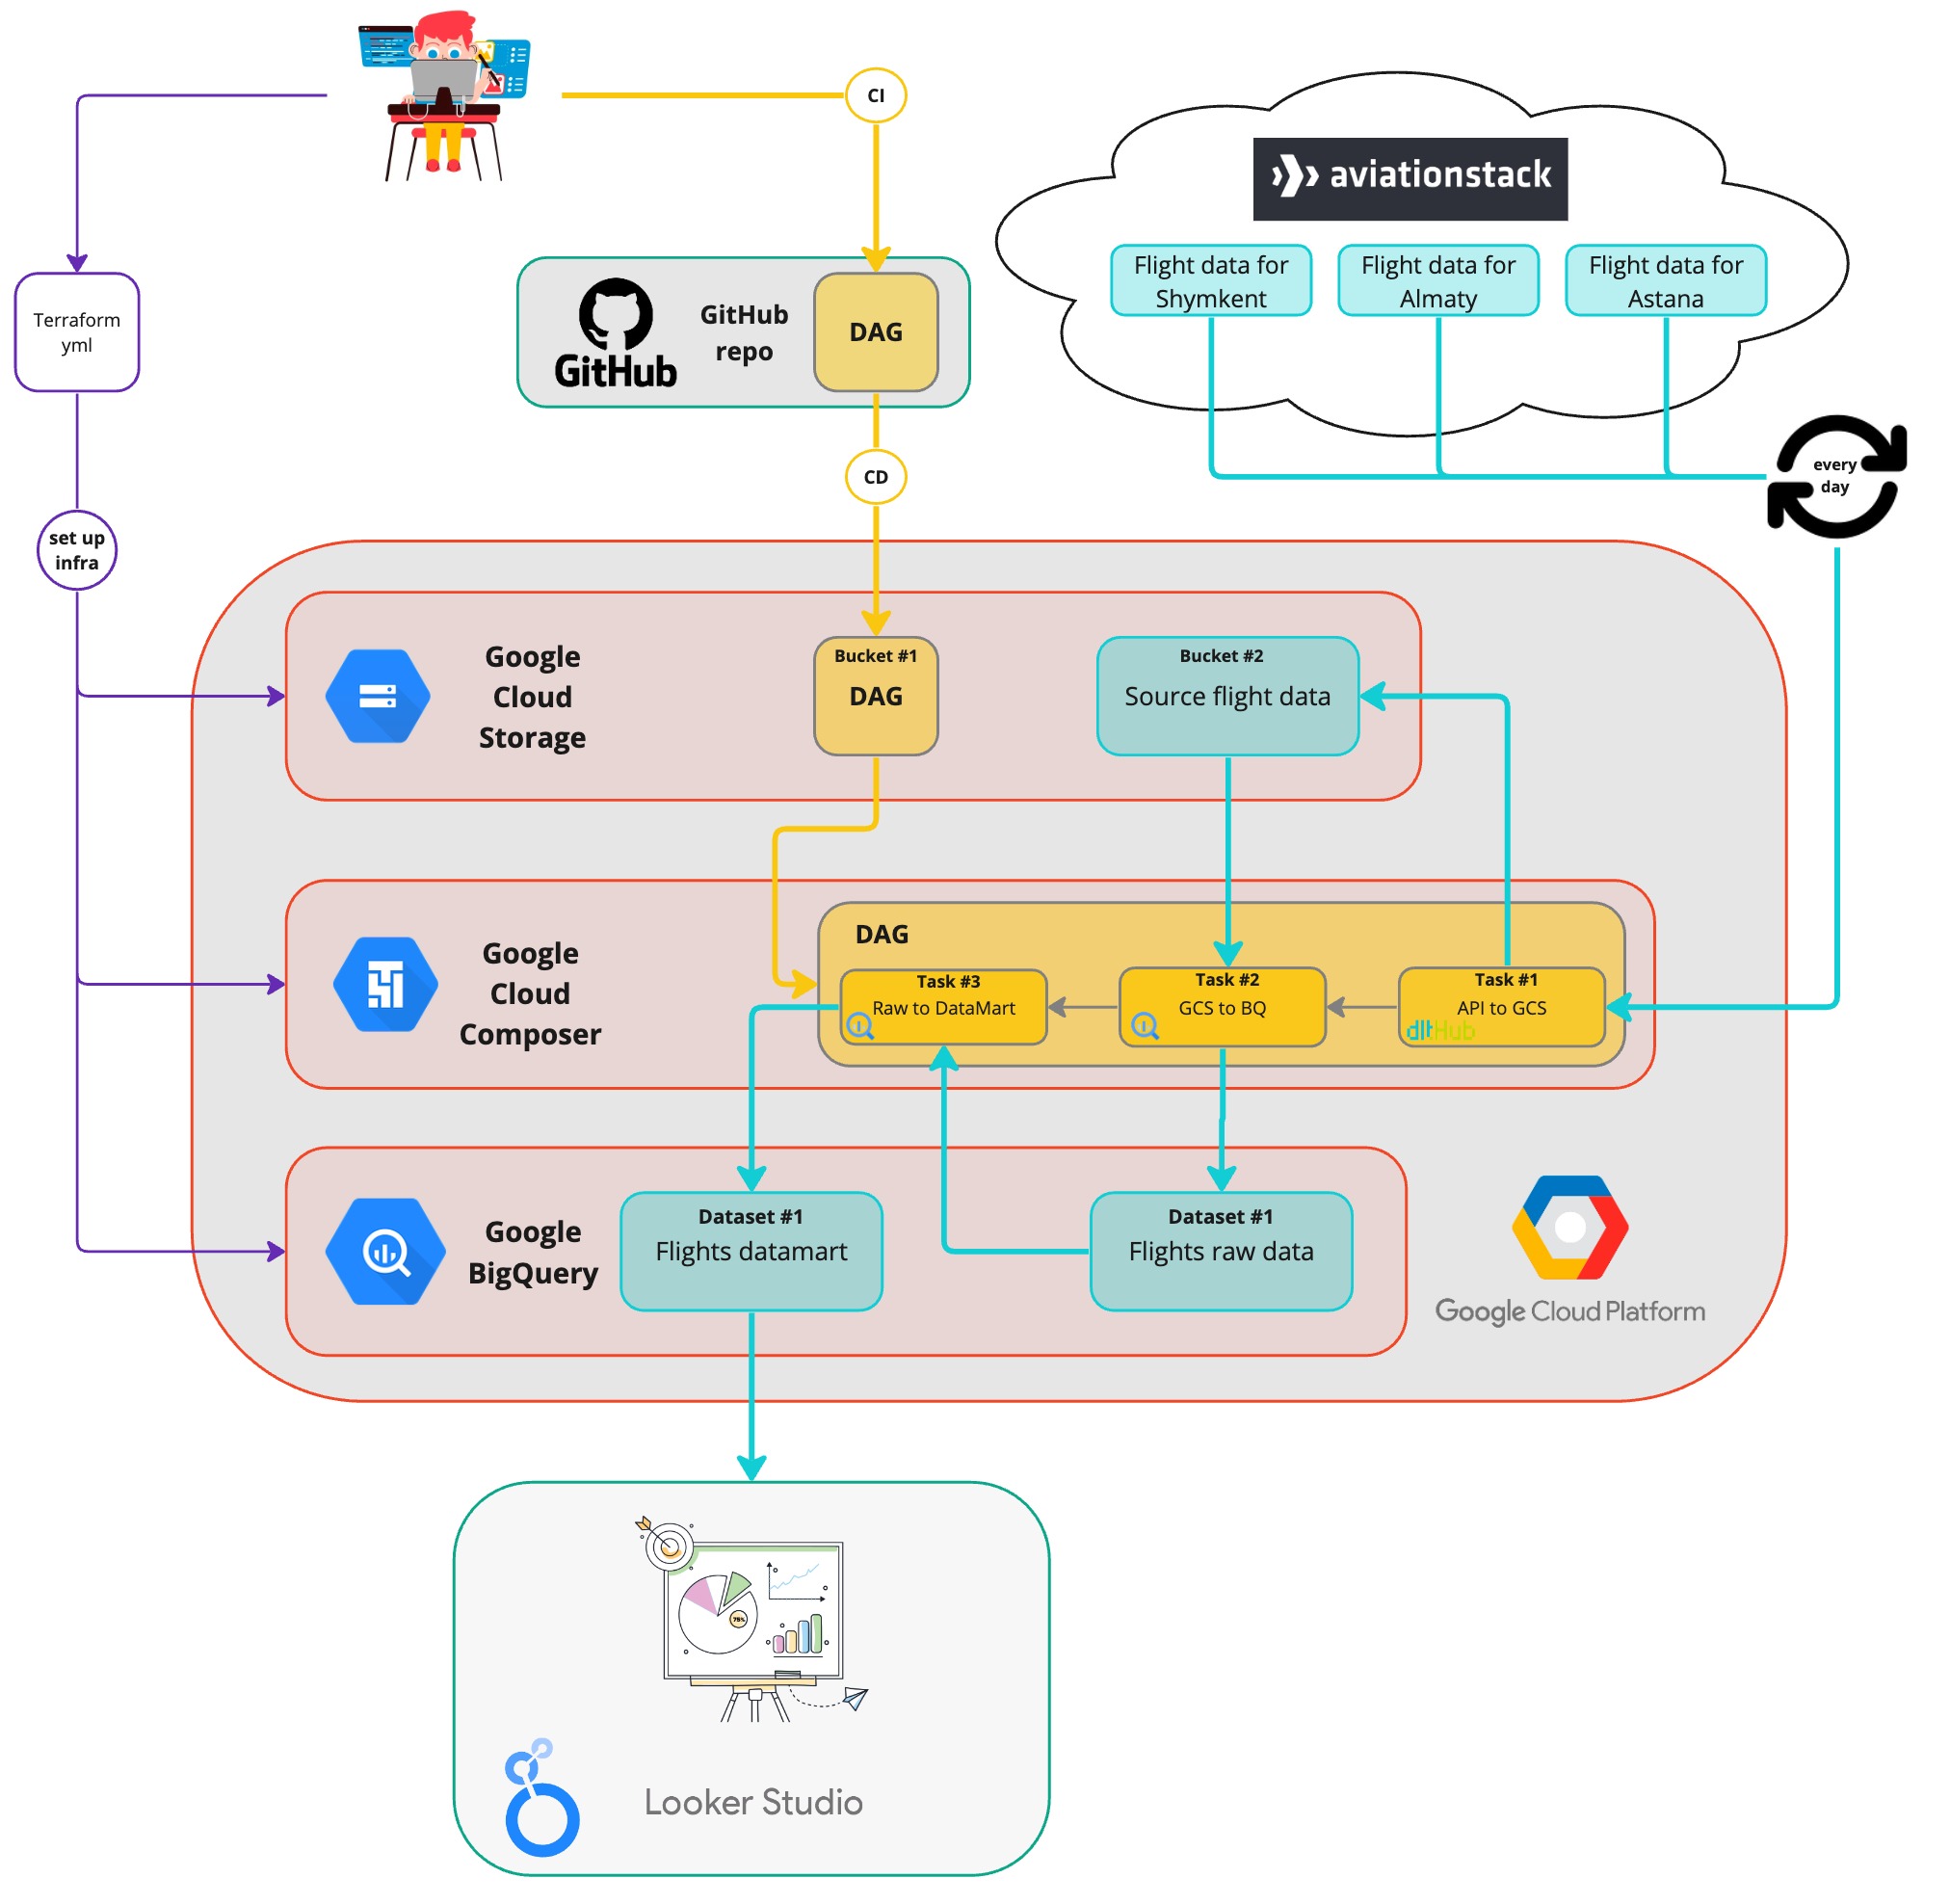 CI
aviationstack
Flight data for
Shymkent
Flight data for
Almaty
Flight data for
Astana
Terraform
yml
GitHub
GitHub
repo
DAG
CD
every
day
set up
infra
Google
Cloud
Storage
Bucket #1
DAG
Bucket #2
Source flight data
Google
Cloud
Composer
DAG
Task #3
Raw to DataMart
Task #2
GCS to BQ
Task #1
API to GCS
dltHub
Google
BigQuery
Dataset #1
Flights datamart
Dataset #1
Flights raw data
Google Cloud Platform
75%
Looker Studio